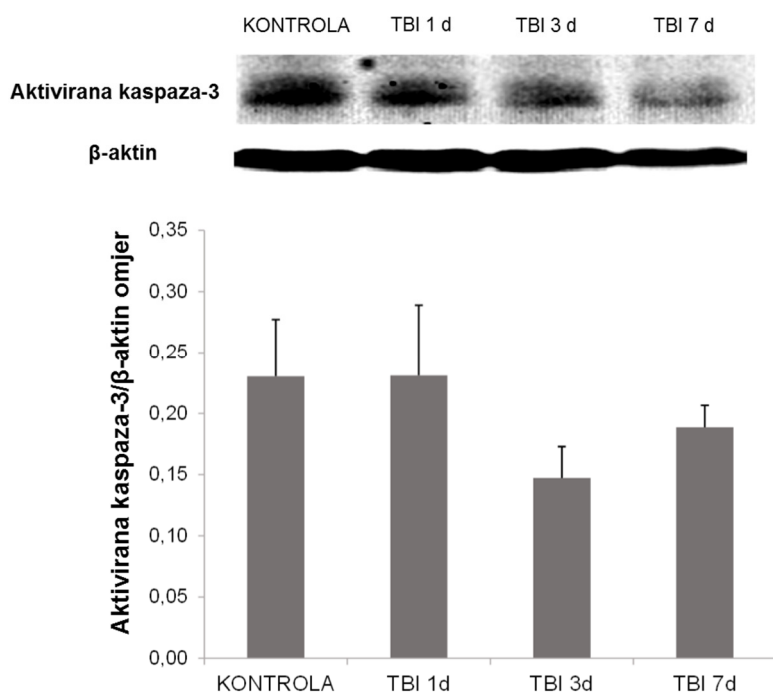 KONTROLA TBI 1 d TBI 3 d TBI 7 d
Aktivirana kaspaza-3
β-aktin
Aktivirana kaspaza-3/β-aktin omjer
0,35
0,30
0,25
0,20
0,15
0,10
0,05
0,00
KONTROLA TBI 1d TBI 3d TBI 7d